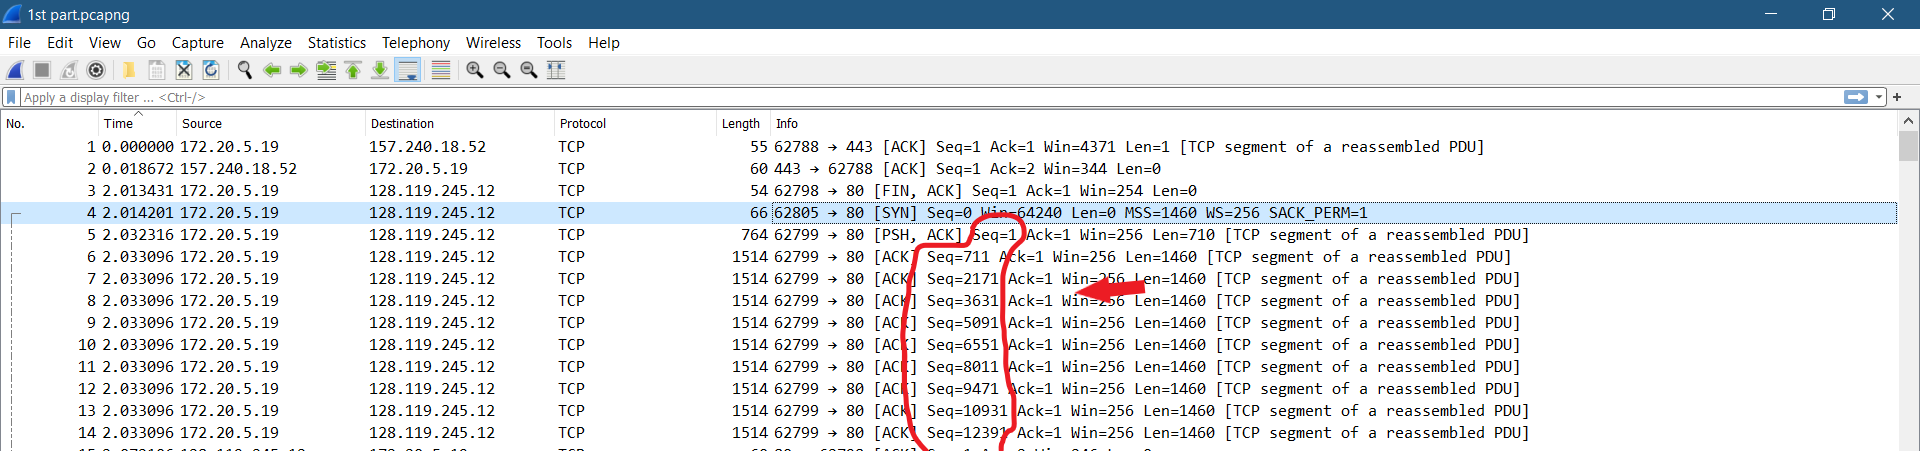 1st part.pcapng
File Edit View Go Capture Analyze Statistics Telephony Wireless Tools Help
Apply a display filter ... <Ctrl-/>
No. Time Source Destination Protocol Length Info
1 0.000000 172.20.5.19 157.240.18.52 TCP 55 62788 → 443 [ACK] Seq=1 Ack=1 Win=4371 Len=1 [TCP segment of a reassembled PDU]
2 0.018672 157.240.18.52 172.20.5.19 TCP 60 443 → 62788 [ACK] Seq=1 Ack=2 Win=344 Len=0
3 2.013431 172.20.5.19 128.119.245.12 TCP 54 62798 → 80 [FIN, ACK] Seq=1 Ack=1 Win=254 Len=0
4 2.014201 172.20.5.19 128.119.245.12 TCP 66 62805 → 80 [SYN] Seq=0 Win=64240 Len=0 MSS=1460 WS=256 SACK_PERM=1
5 2.032316 172.20.5.19 128.119.245.12 TCP 764 62799 → 80 [PSH, ACK] Seq=1 Ack=1 Win=256 Len=710 [TCP segment of a reassembled PDU]
6 2.033096 172.20.5.19 128.119.245.12 TCP 1514 62799 → 80 [ACK] Seq=711 Ack=1 Win=256 Len=1460 [TCP segment of a reassembled PDU]
7 2.033096 172.20.5.19 128.119.245.12 TCP 1514 62799 → 80 [ACK] Seq=2171 Ack=1 Win=256 Len=1460 [TCP segment of a reassembled PDU]
8 2.033096 172.20.5.19 128.119.245.12 TCP 1514 62799 → 80 [ACK] Seq=3631 Ack=1 Win=256 Len=1460 [TCP segment of a reassembled PDU]
9 2.033096 172.20.5.19 128.119.245.12 TCP 1514 62799 → 80 [ACK] Seq=5091 Ack=1 Win=256 Len=1460 [TCP segment of a reassembled PDU]
10 2.033096 172.20.5.19 128.119.245.12 TCP 1514 62799 → 80 [ACK] Seq=6551 Ack=1 Win=256 Len=1460 [TCP segment of a reassembled PDU]
11 2.033096 172.20.5.19 128.119.245.12 TCP 1514 62799 → 80 [ACK] Seq=8011 Ack=1 Win=256 Len=1460 [TCP segment of a reassembled PDU]
12 2.033096 172.20.5.19 128.119.245.12 TCP 1514 62799 → 80 [ACK] Seq=9471 Ack=1 Win=256 Len=1460 [TCP segment of a reassembled PDU]
13 2.033096 172.20.5.19 128.119.245.12 TCP 1514 62799 → 80 [ACK] Seq=10931 Ack=1 Win=256 Len=1460 [TCP segment of a reassembled PDU]
14 2.033096 172.20.5.19 128.119.245.12 TCP 1514 62799 → 80 [ACK] Seq=12391 Ack=1 Win=256 Len=1460 [TCP segment of a reassembled PDU]